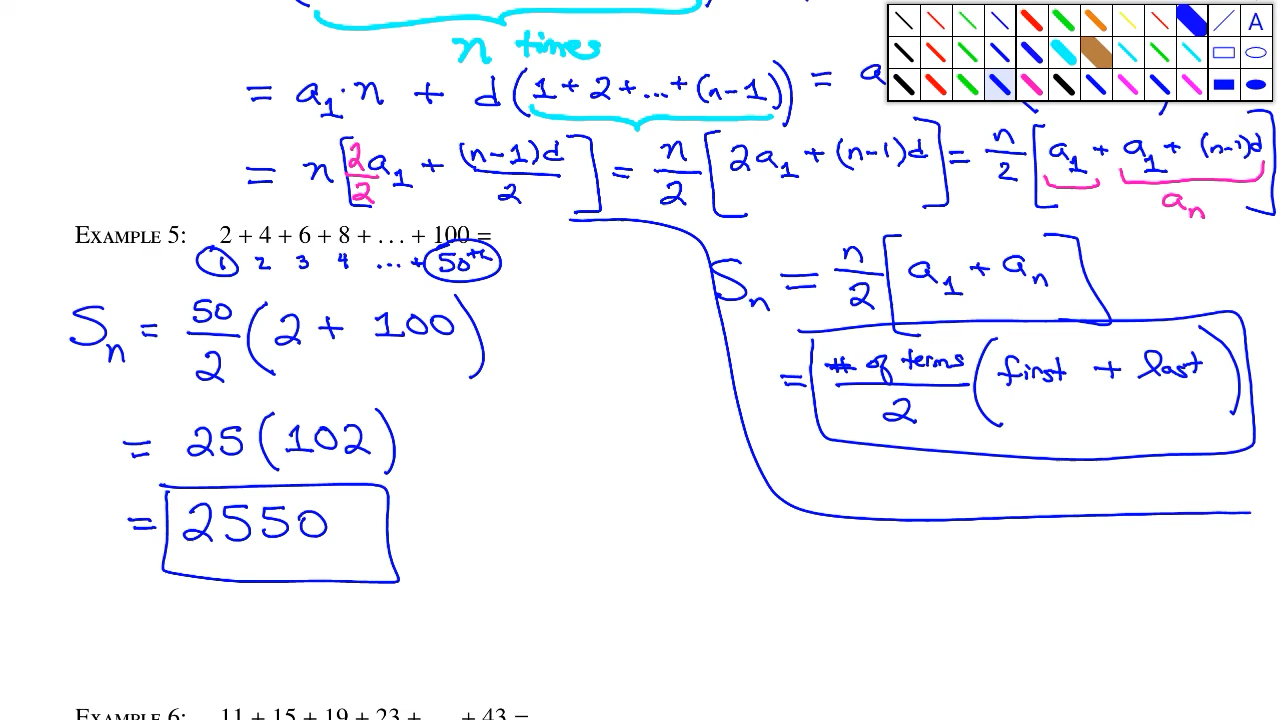 n times
= a₁·n + d(1 + 2 + ... + (n-1)) = a
= n[2/2 a₁ + (n-1)d/2] = n/2 [2a₁ + (n-1)d] = n/2 [a₁ + a₁ + (n-1)d]
aₙ
EXAMPLE 5: 2 + 4 + 6 + 8 + . . . + 100 =
1 2 3 4 ... + 50th
Sₙ = 50/2 (2 + 100)
= 25(102)
= 2550
Sₙ = n/2 [a₁ + aₙ]
= # of terms/2 (first + last)
A
EXAMPLE 6: 11 + 15 + 19 + 23 + ... + 43 =